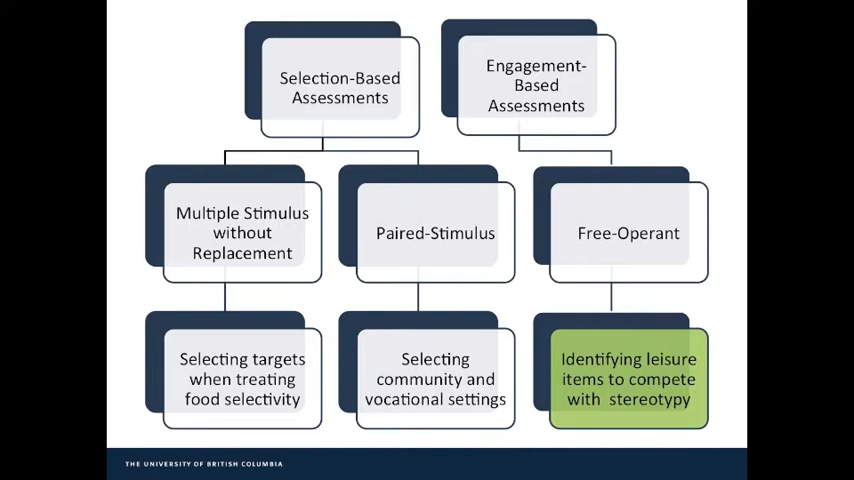 Selection-Based
Assessments
Engagement-
Based
Assessments
Multiple Stimulus
without
Replacement
Paired-Stimulus
Free-Operant
Selecting targets
when treating
food selectivity
Selecting
community and
vocational settings
Identifying leisure
items to compete
with stereotypy
THE UNIVERSITY OF BRITISH COLUMBIA